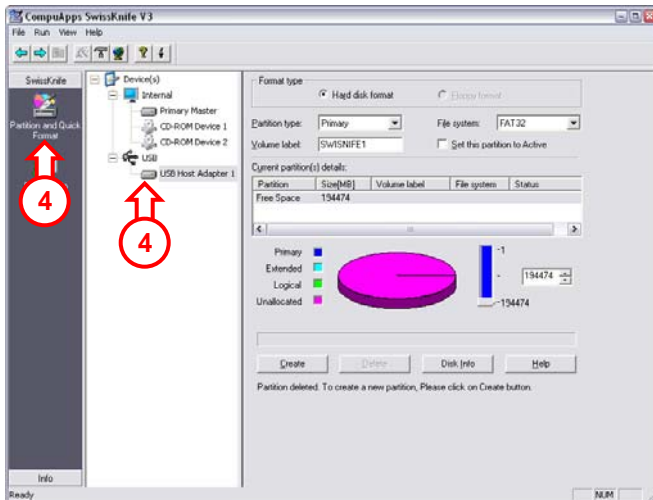 CompuApps SwissKnife V3
File Run View Help
SwissKnife
Partition and Quick
Format
4
Device(s)
Internal
Primary Master
CD-ROM Device 1
CD-ROM Device 2
USB
USB Host Adapter 1
4
Format type
Hard disk format
Floppy format
Partition type: Primary File system: FAT32
Volume label: SWISNIFE1 Set this partition to Active
Current partition(s) details:
Partition Size[MB] Volume label File system Status
Free Space 194474
Primary
Extended
Logical
Unallocated
-1
-
194474
-194474
Create Delete Disk Info Help
Partition deleted. To create a new partition, Please click on Create button.
Info
Ready NUM